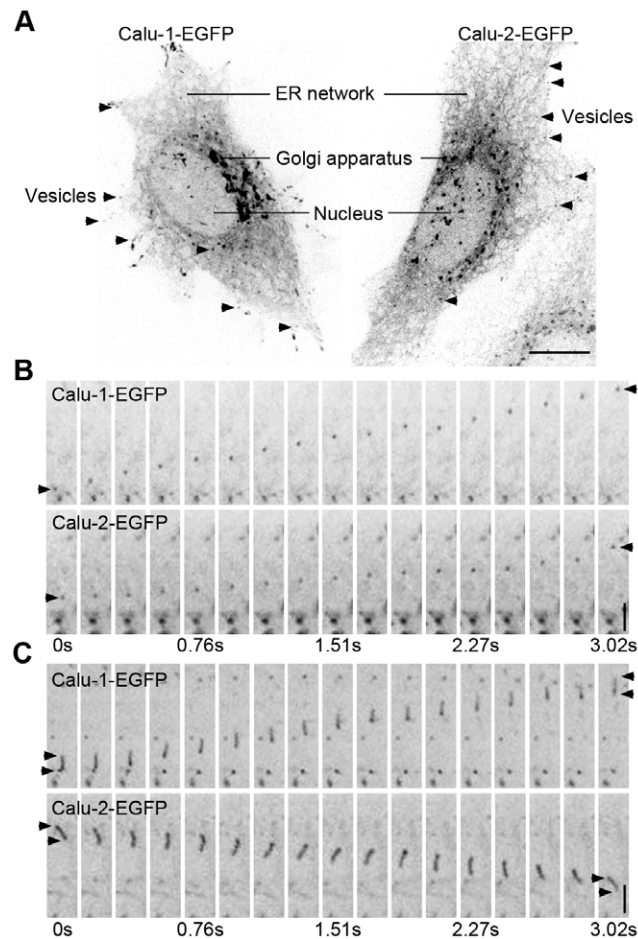 A
Calu-1-EGFP
Calu-2-EGFP
ER network
Vesicles
Golgi apparatus
Vesicles
Nucleus
B
Calu-1-EGFP
Calu-2-EGFP
0s 0.76s 1.51s 2.27s 3.02s
C
Calu-1-EGFP
Calu-2-EGFP
0s 0.76s 1.51s 2.27s 3.02s